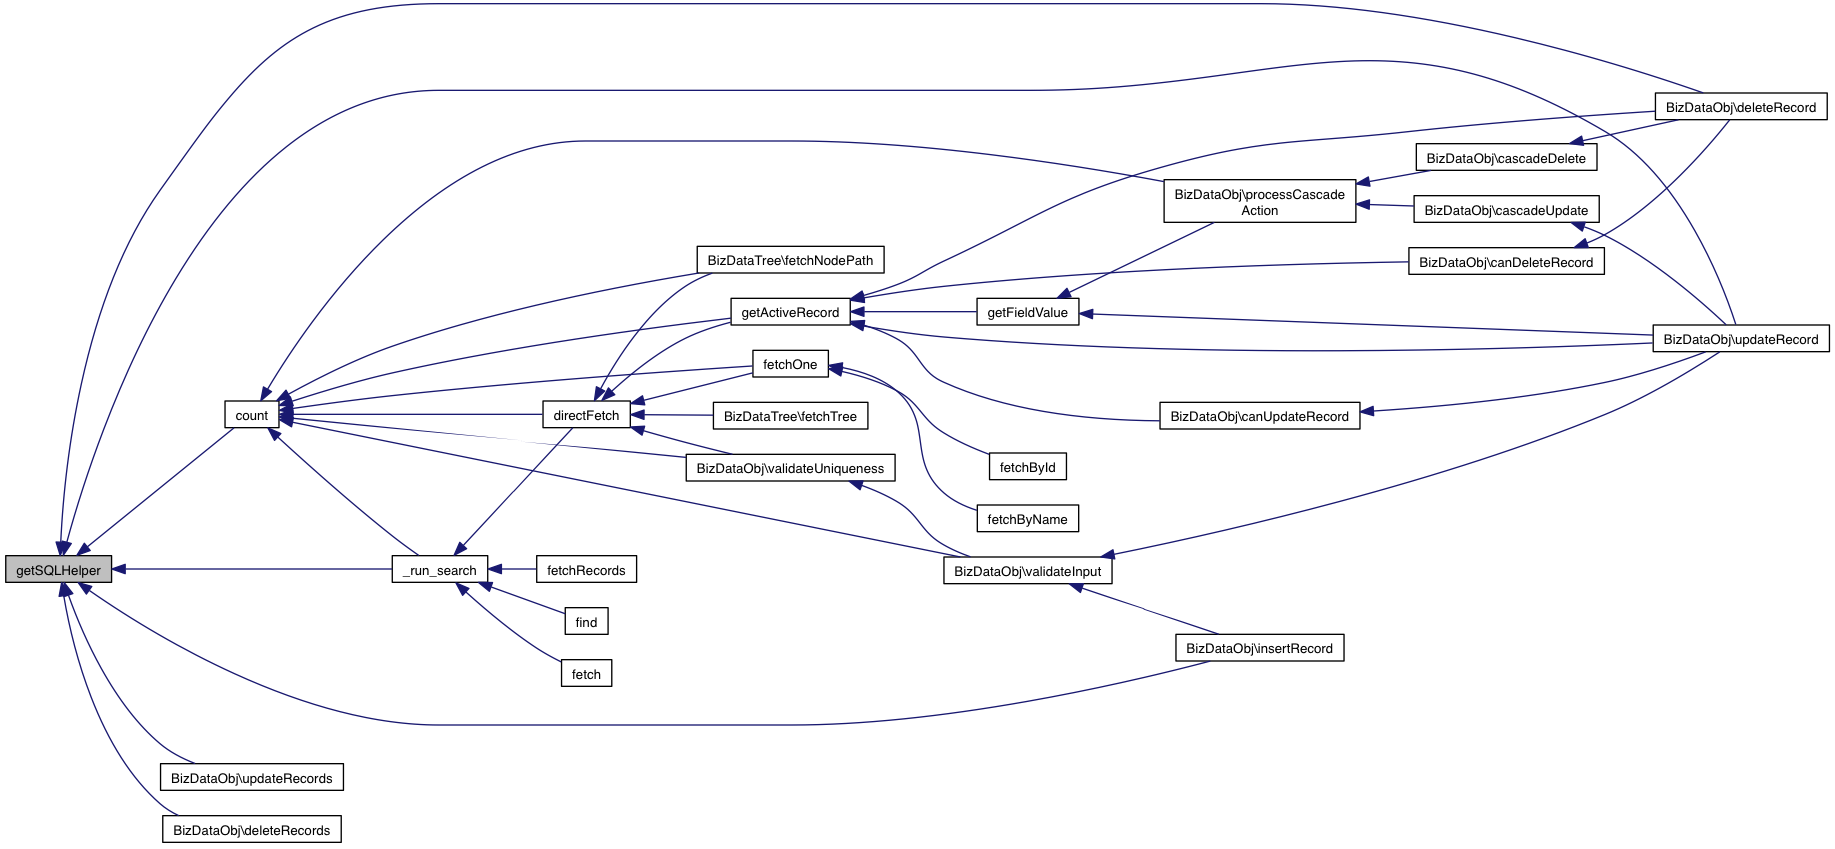 BizDataObj\deleteRecord
BizDataObj\cascadeDelete
BizDataObj\processCascade
Action
BizDataObj\cascadeUpdate
BizDataTree\fetchNodePath
BizDataObj\canDeleteRecord
getActiveRecord
getFieldValue
BizDataObj\updateRecord
fetchOne
count
directFetch
BizDataTree\fetchTree
BizDataObj\canUpdateRecord
BizDataObj\validateUniqueness
fetchById
fetchByName
getSQLHelper
_run_search
fetchRecords
BizDataObj\validateInput
find
BizDataObj\insertRecord
fetch
BizDataObj\updateRecords
BizDataObj\deleteRecords